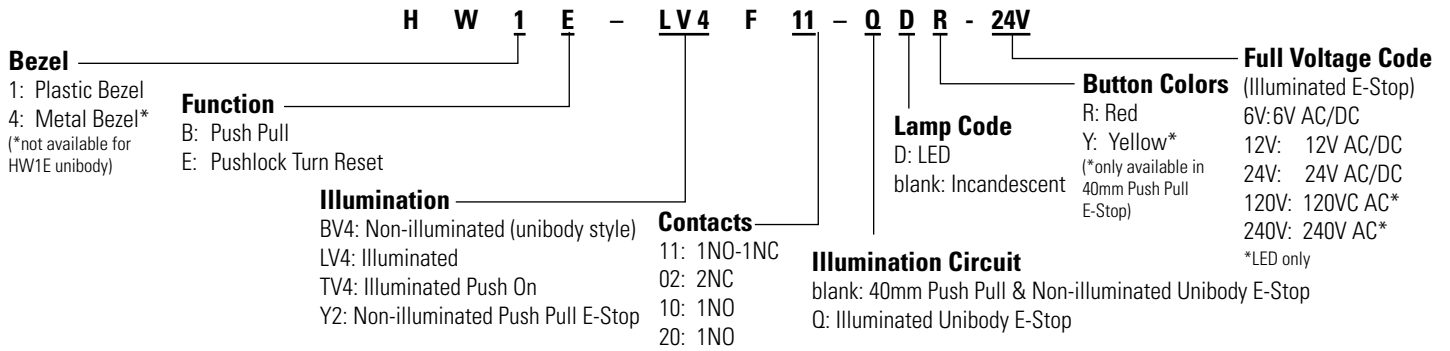 H W 1 E – LV4 F 11 – Q D R - 24V
Bezel
1: Plastic Bezel
4: Metal Bezel*
(*not available for
HW1E unibody)
Function
B: Push Pull
E: Pushlock Turn Reset
Illumination
BV4: Non-illuminated (unibody style)
LV4: Illuminated
TV4: Illuminated Push On
Y2: Non-illuminated Push Pull E-Stop
Contacts
11: 1NO-1NC
02: 2NC
10: 1NO
20: 1NO
Illumination Circuit
blank: 40mm Push Pull & Non-illuminated Unibody E-Stop
Q: Illuminated Unibody E-Stop
Lamp Code
D: LED
blank: Incandescent
Button Colors
R: Red
Y: Yellow*
(*only available in
40mm Push Pull
E-Stop)
Full Voltage Code
(Illuminated E-Stop)
6V:6V AC/DC
12V: 12V AC/DC
24V: 24V AC/DC
120V: 120VC AC*
240V: 240V AC*
*LED only